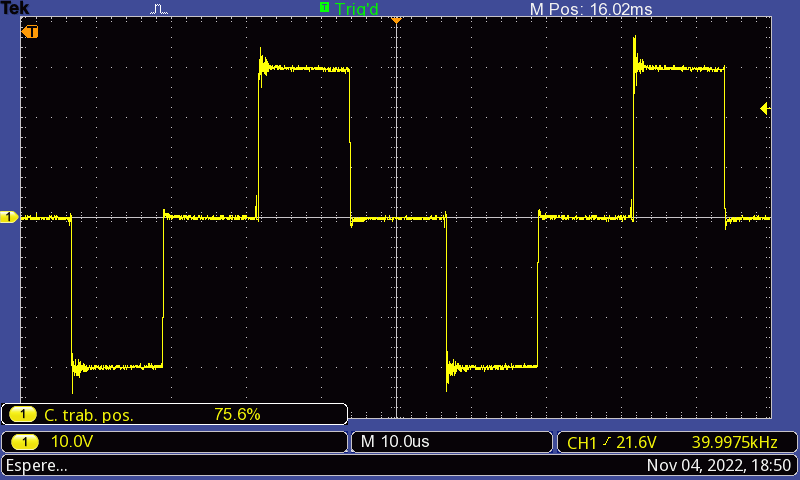 Tek T Trig'd M Pos: 16.02ms
T
1
1 C. trab. pos. 75.6%
1 10.0V M 10.0us CH1 21.6V 39.9975kHz
Espere... Nov 04, 2022, 18:50